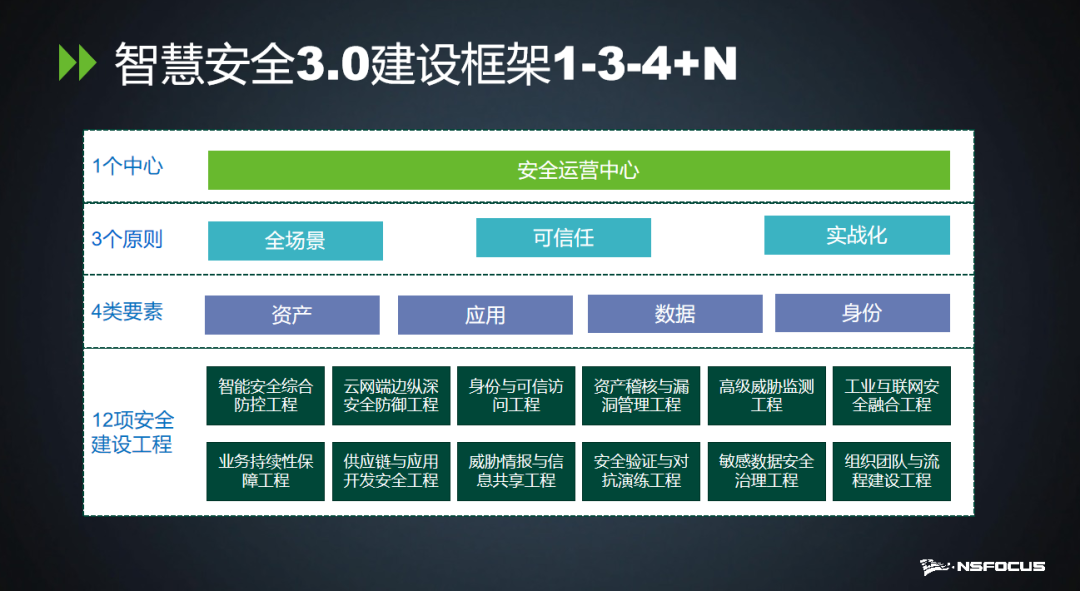 智慧安全3.0建设框架1-3-4+N
1个中心
安全运营中心
3个原则
全场景
可信任
实战化
4类要素
资产
应用
数据
身份
12项安全
建设工程
智能安全综合
防控工程
云网端边纵深
安全防御工程
身份与可信访
问工程
资产稽核与漏
洞管理工程
高级威胁监测
工程
工业互联网安
全融合工程
业务持续性保
障工程
供应链与应用
开发安全工程
威胁情报与信
息共享工程
安全验证与对
抗演练工程
敏感数据安全
治理工程
组织团队与流
程建设工程
NSFOCUS